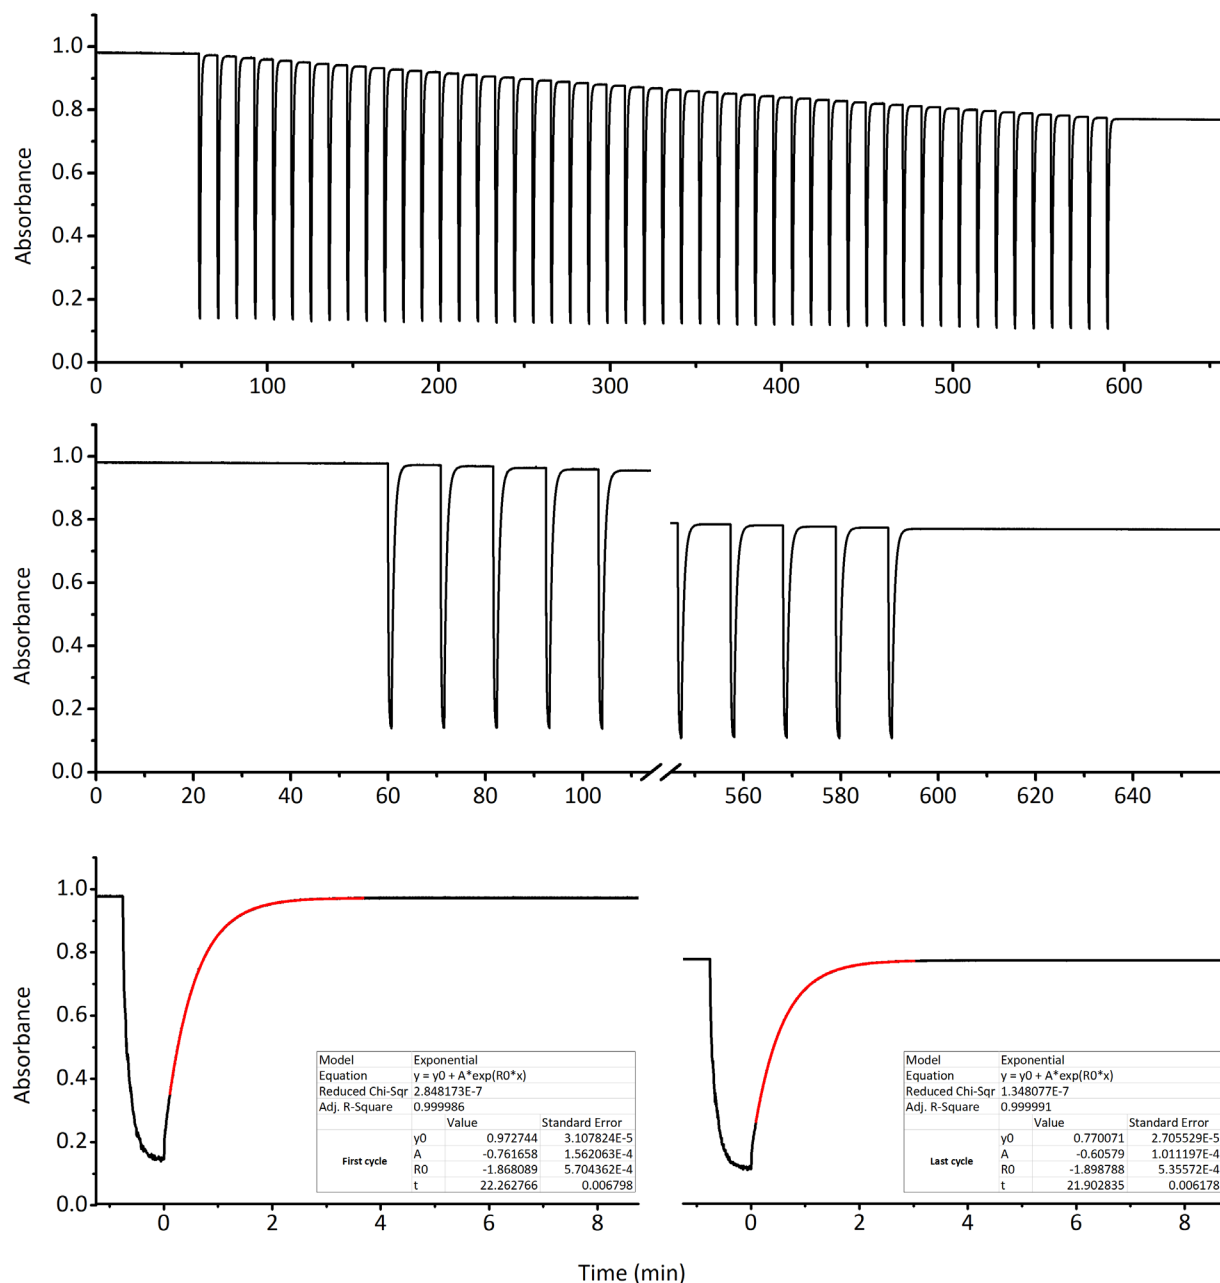 1.0
0.8
0.6
0.4
0.2
0.0
Absorbance
0 100 200 300 400 500 600
1.0
0.8
0.6
0.4
0.2
0.0
Absorbance
0 20 40 60 80 100 560 580 600 620 640
1.0
0.8
0.6
0.4
0.2
0.0
Absorbance
Model Exponential
Equation y = y0 + A*exp(R0*x)
Reduced Chi-Sqr 2.848173E-7
Adj. R-Square 0.999986
Value Standard Error
First cycle
y0 0.972744 3.107824E-5
A -0.761658 1.562063E-4
R0 -1.868089 5.704362E-4
t 22.262766 0.006798
Model Exponential
Equation y = y0 + A*exp(R0*x)
Reduced Chi-Sqr 1.348077E-7
Adj. R-Square 0.999991
Value Standard Error
Last cycle
y0 0.770071 2.705529E-5
A -0.60579 1.011197E-4
R0 -1.898788 5.35572E-4
t 21.902835 0.006178
0 2 4 6 8 0 2 4 6 8
Time (min)